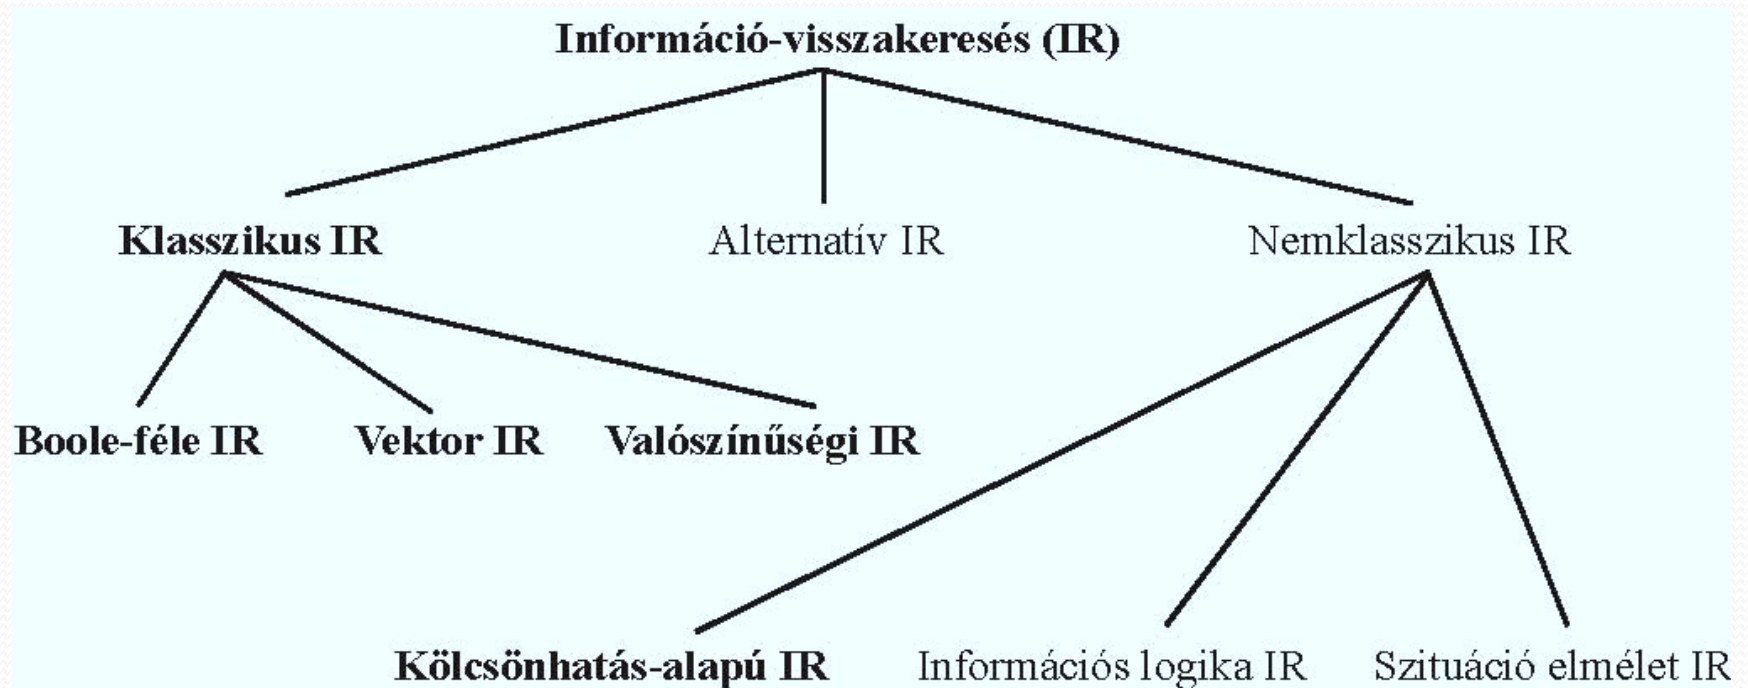 Információ-visszakeresés (IR)
Klasszikus IR
Alternatív IR
Nemklasszikus IR
Boole-féle IR
Vektor IR
Valószínűségi IR
Kölcsönhatás-alapú IR
Információs logika IR
Szituáció elmélet IR